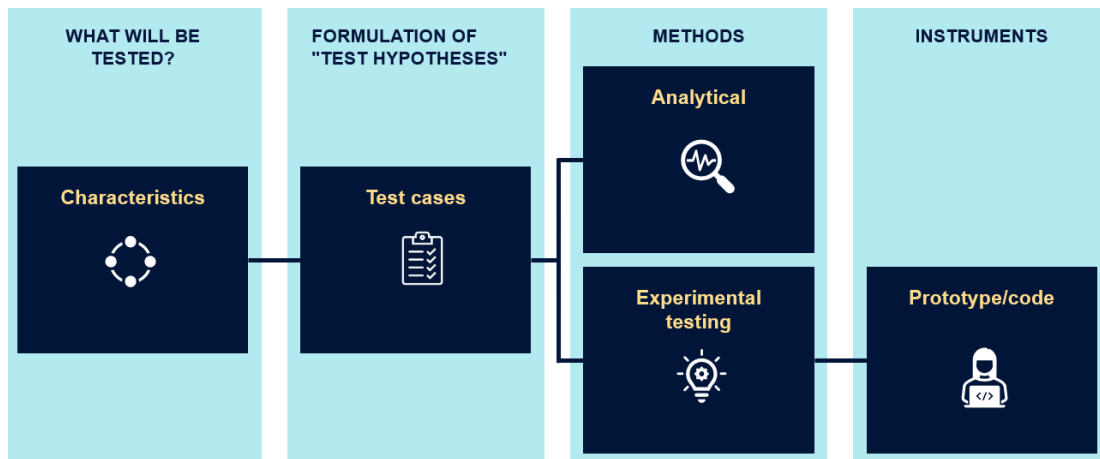 WHAT WILL BE
TESTED?
FORMULATION OF
"TEST HYPOTHESES"
METHODS
INSTRUMENTS
Characteristics
Test cases
Analytical
Experimental
testing
Prototype/code
</>